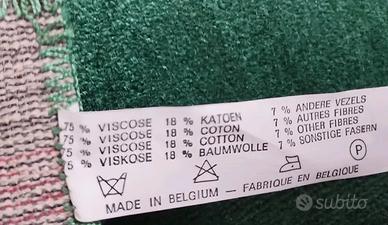 75 % VISCOSE 18 % KATOEN 7 % ANDERE VEZELS
75 % VISCOSE 18 % COTON 7 % AUTRES FIBRES
75 % VISCOSE 18 % COTTON 7 % OTHER FIBRES
5 % VISKOSE 18 % BAUMWOLLE 7 % SONSTIGE FASERN
P
MADE IN BELGIUM – FABRIQUE EN BELGIQUE
subito